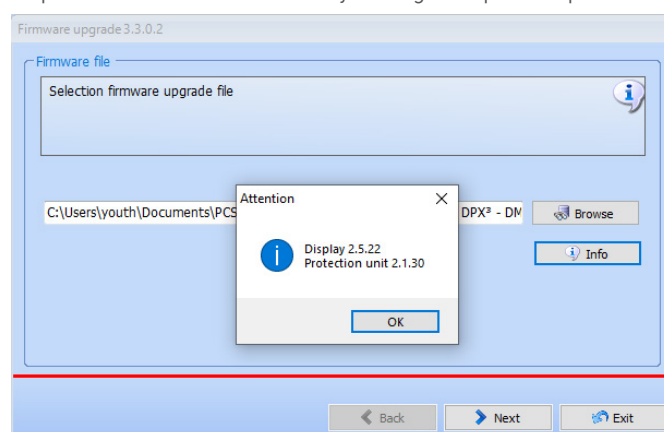 Firmware upgrade 3.3.0.2
Firmware file
Selection firmware upgrade file
C:\Users\youth\Documents\PCS
DPX³ - DM
Browse
Info
Attention
Display 2.5.22
Protection unit 2.1.30
OK
Back
Next
Exit